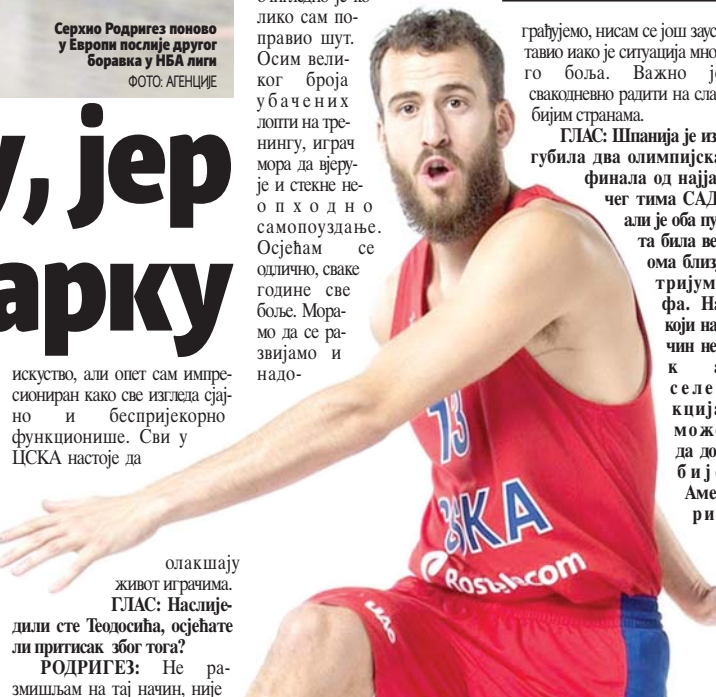 Серхио Родригез поново
у Европи послије другог
боравка у НБА лиги
ФОТО: АГЕНЦИЈЕ
у, јер
арку
искуство, али опет сам импре-
сиониран како све изгледа сјај-
но и беспријекорно
функционише. Сви у
ЦСКА настоје да
олакшају
живот играчима.
ГЛАС: Наслије-
дили сте Теодосића, осјећате
ли притисак због тога?
РОДРИГЕЗ: Не ра-
змишљам на тај начин, није
лико сам по-
правио шут.
Осим вели-
ког броја
убачених
лопти на тре-
нингу, играч
мора да вјеру-
је и стекне не-
опходно
самопоуздање.
Осјећам се
одлично, сваке
године све
боље. Мора-
мо да се ра-
звијамо и
надо-
грађујемо, нисам се још заус
тавио иако је ситуација мно
го боља. Важно је
свакодневно радити на сла
бијим странама.
ГЛАС: Шпанија је из
губила два олимпијска
финала од најја
чег тима САД
али је оба пу
та била ве
ома близ
тријум
фа. На
који на
чин не
к а
селе
кција
може
да до
биј
Аме
ри
13
CSKA
Rostelecom